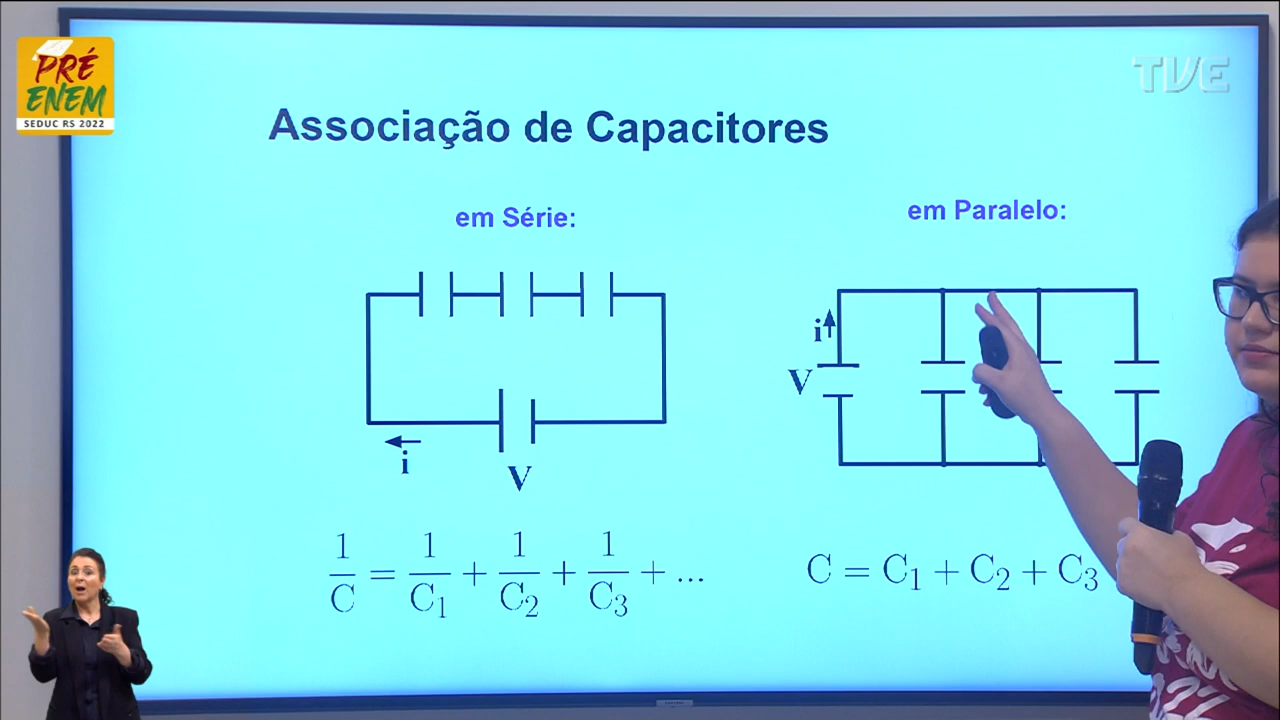 PRÉ
ENEM
SEDUC RS 2022
TVE
Associação de Capacitores
em Série:
em Paralelo:
i
V
i
V
1/C = 1/C₁ + 1/C₂ + 1/C₃ + ...
C = C₁ + C₂ + C₃